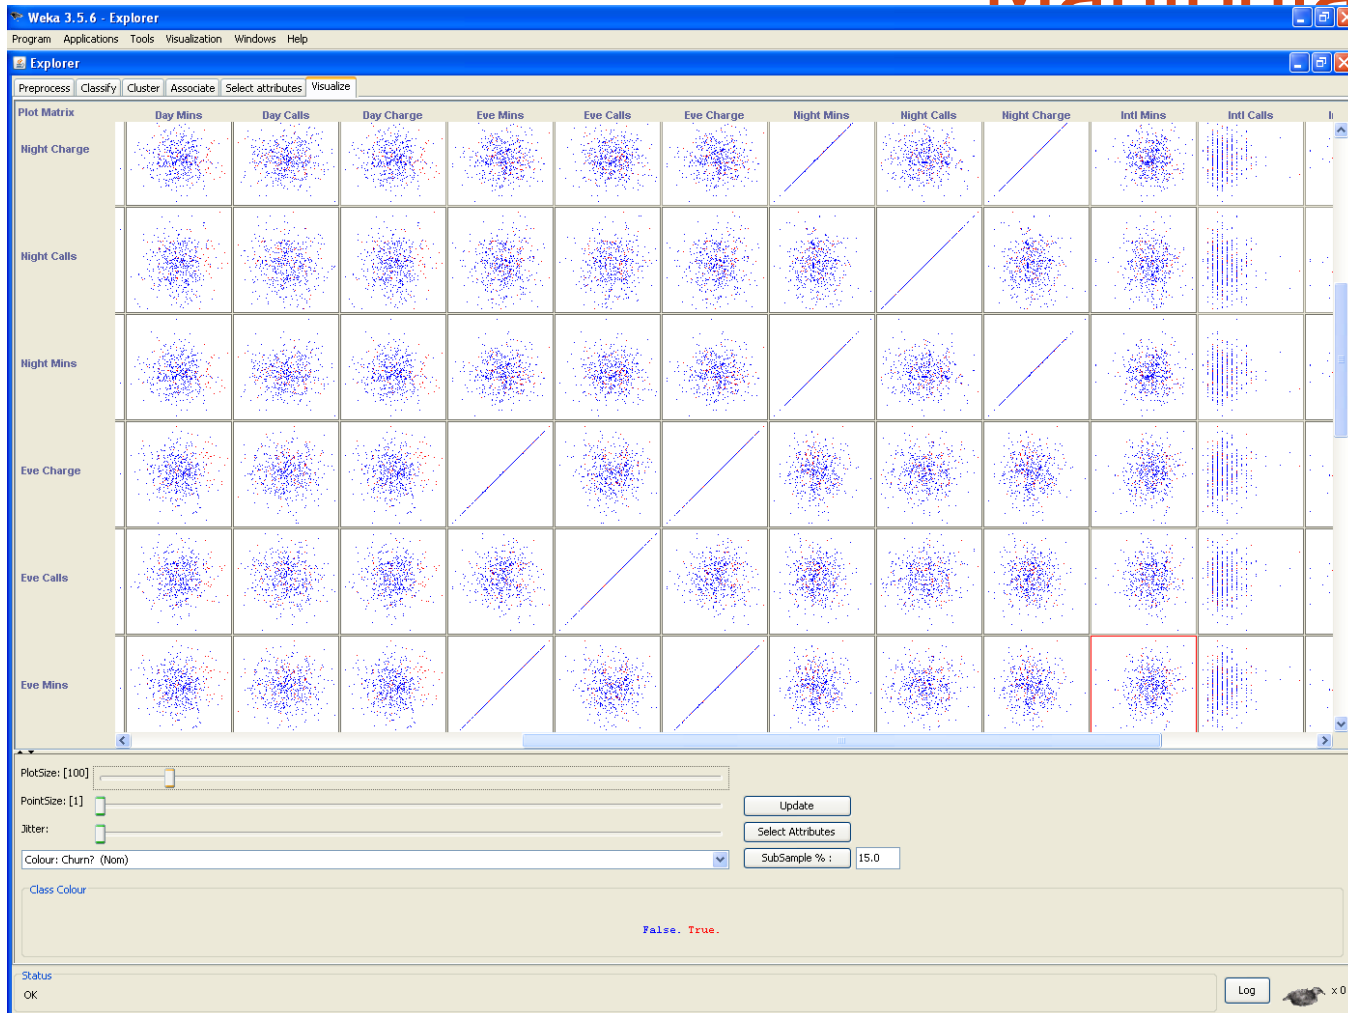 Weka 3.5.6 - Explorer
Program Applications Tools Visualization Windows Help
Explorer
Preprocess Classify Cluster Associate Select attributes Visualize
Plot Matrix Day Mins Day Calls Day Charge Eve Mins Eve Calls Eve Charge Night Mins Night Calls Night Charge Intl Mins Intl Calls
Night Charge
Night Calls
Night Mins
Eve Charge
Eve Calls
Eve Mins
PlotSize: [100]
PointSize: [1]
Update
Jitter:
Select Attributes
Colour: Churn? (Nom)
SubSample % : 15.0
Class Colour
False. True.
Status
OK
Log
x 0